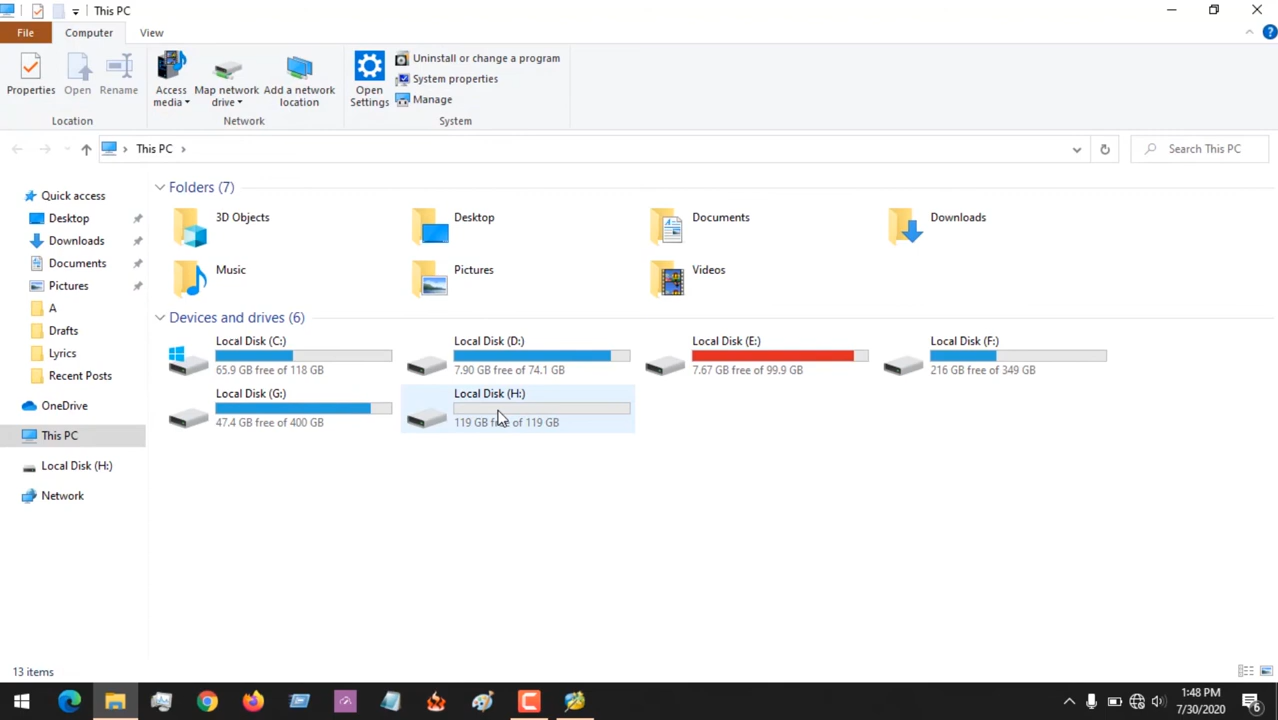 This PC
File Computer View
Properties Open Rename Access media Map network drive Add a network location Open Settings Uninstall or change a program
System properties
Manage
Location Network System
This PC Search This PC
Quick access
Desktop
Downloads
Documents
Pictures
A
Drafts
Lyrics
Recent Posts
OneDrive
This PC
Local Disk (H:)
Network
Folders (7)
3D Objects Desktop Documents Downloads
Music Pictures Videos
Devices and drives (6)
Local Disk (C:) Local Disk (D:) Local Disk (E:) Local Disk (F:)
65.9 GB free of 118 GB 7.90 GB free of 74.1 GB 7.67 GB free of 99.9 GB 216 GB free of 349 GB
Local Disk (G:) Local Disk (H:)
47.4 GB free of 400 GB 119 GB free of 119 GB
13 items
1:48 PM
7/30/2020
6